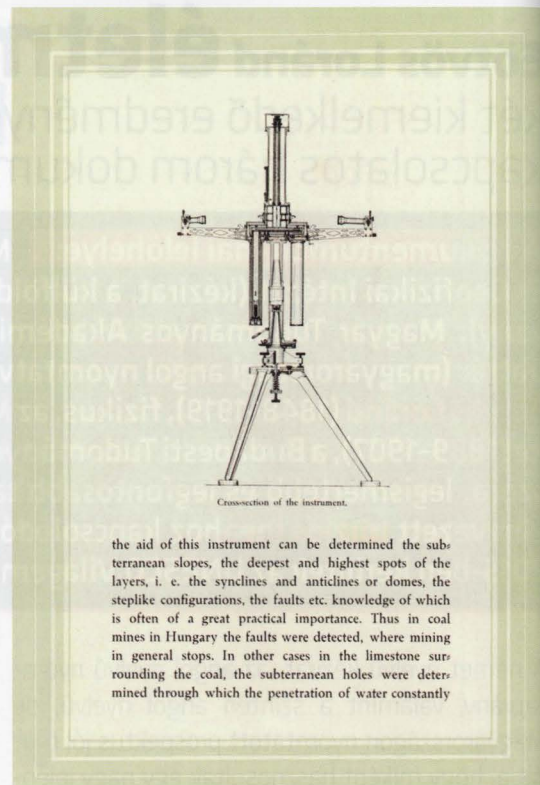 Cross-section of the instrument.
the aid of this instrument can be determined the sub⸗
terranean slopes, the deepest and highest spots of the
layers, i. e. the synclines and anticlines or domes, the
steplike configurations, the faults etc. knowledge of which
is often of a great practical importance. Thus in coal
mines in Hungary the faults were detected, where mining
in general stops. In other cases in the limestone sur⸗
rounding the coal, the subterranean holes were deter⸗
mined through which the penetration of water constantly